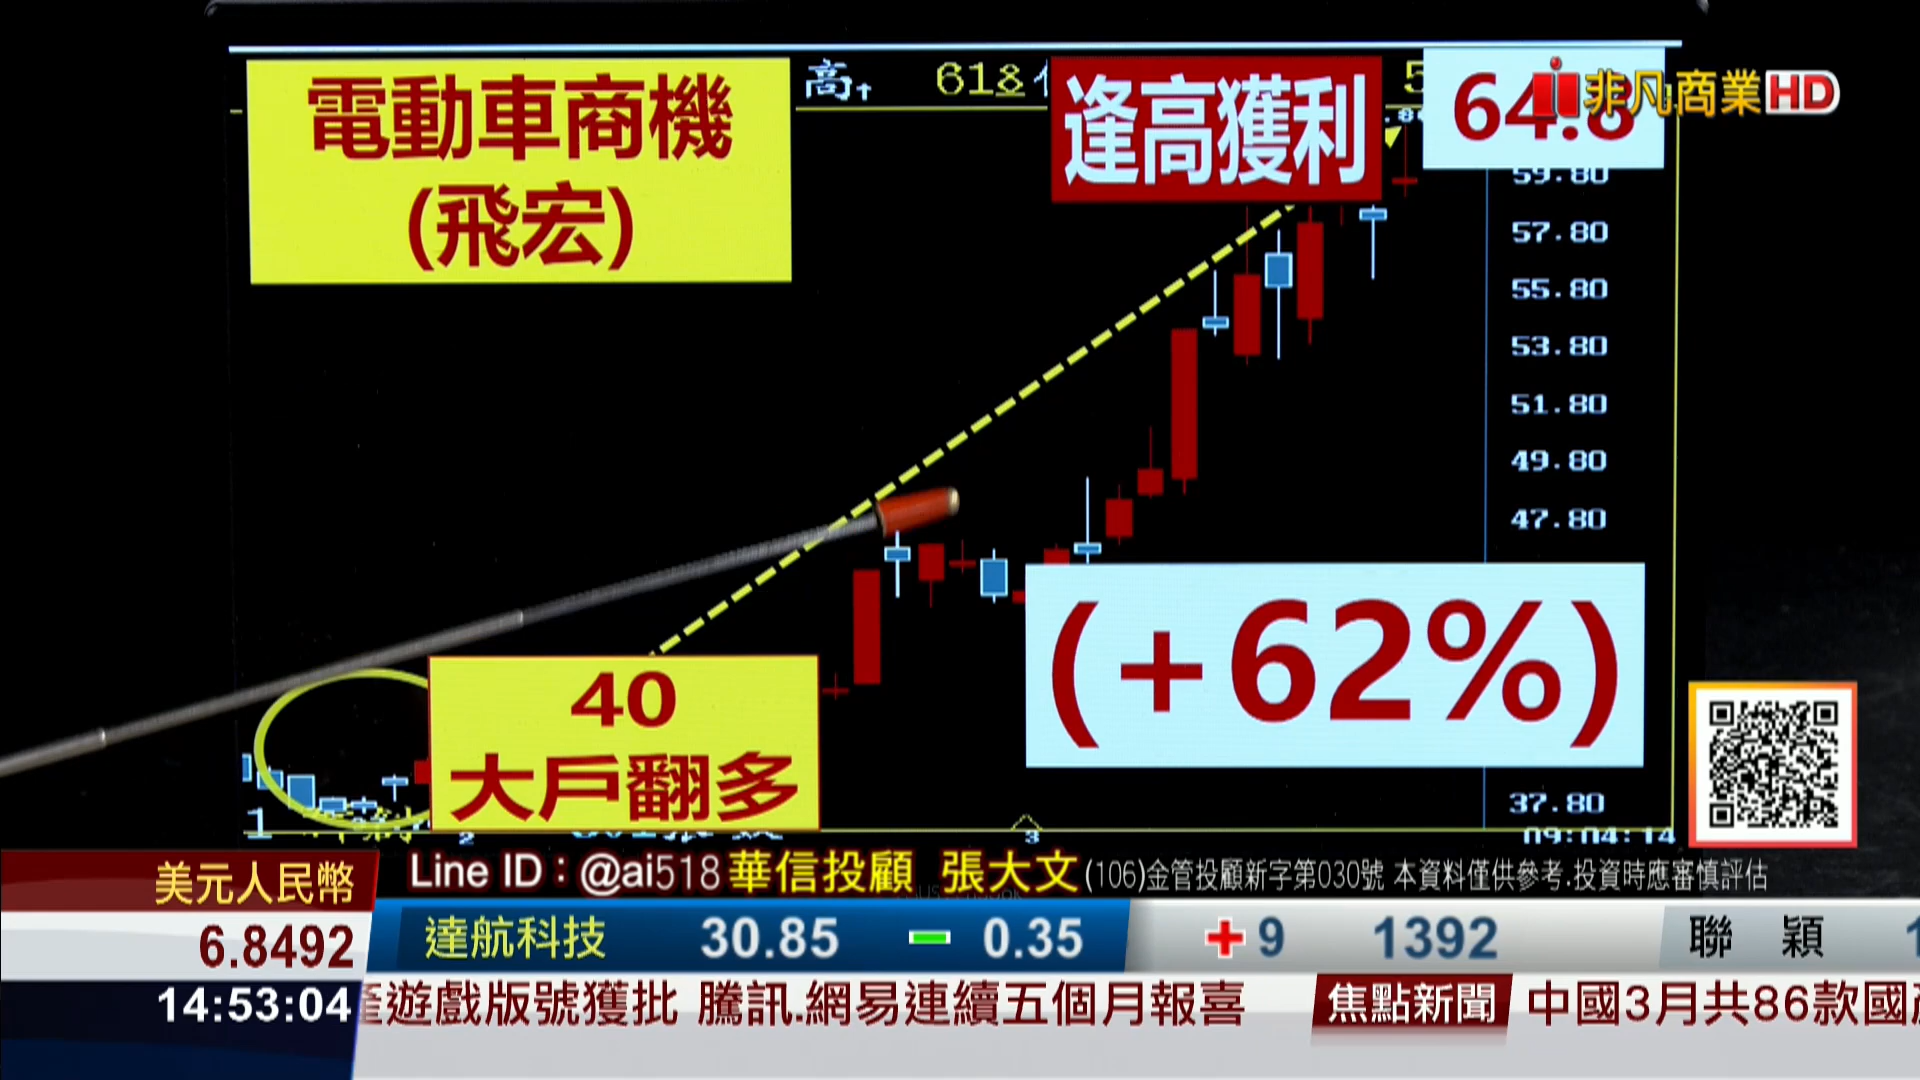 電動車商機
(飛宏)
高↑ 618
逢高獲利
64.8
非凡商業HD
59.80
57.80
55.80
53.80
51.80
49.80
47.80
(+62%)
40
大戶翻多
37.80
1
2
3
09:04:14
Line ID：@ai518 華信投顧 張大文 (106)金管投顧新字第030號 本資料僅供參考.投資時應審慎評估
美元人民幣
6.8492
達航科技 30.85 － 0.35 +9 1392 聯 穎
14:53:04
遊戲版號獲批 騰訊.網易連續五個月報喜 焦點新聞 中國3月共86款國